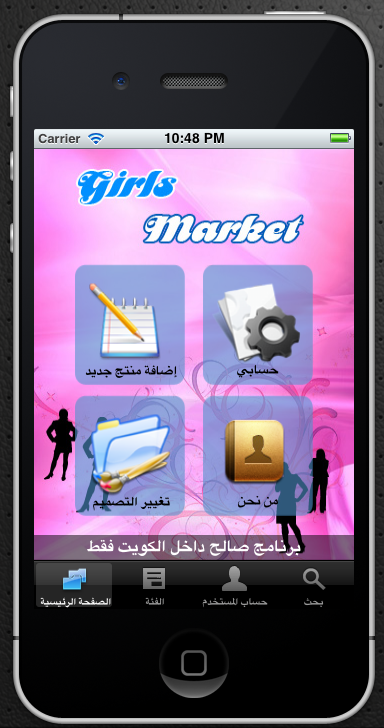 Carrier 10:48 PM
Girls
Market
حسابي
إضافة منتج جديد
من نحن
تغيير التصميم
برنامج صالح داخل الكويت فقط
بحث
حساب المستخدم
الفئة
الصفحة الرئيسية